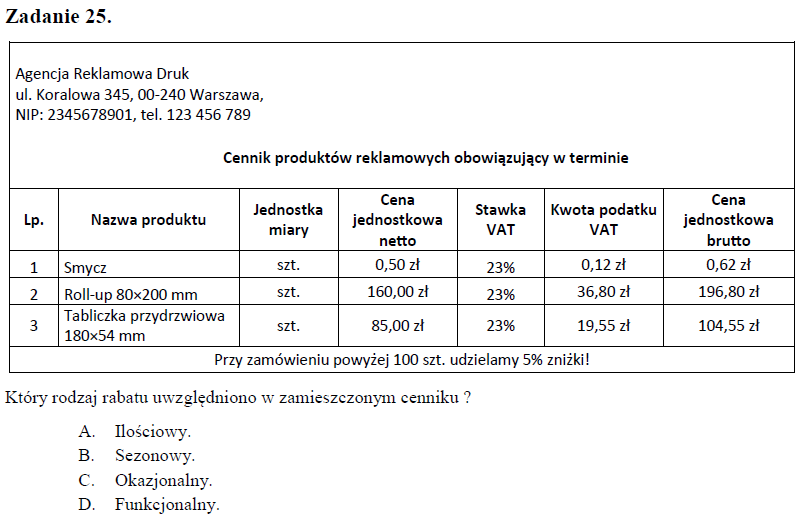 Zadanie 25.
Agencja Reklamowa Druk
ul. Koralowa 345, 00-240 Warszawa,
NIP: 2345678901, tel. 123 456 789
Cennik produktów reklamowych obowiązujący w terminie
Lp. Nazwa produktu Jednostka miary Cena jednostkowa netto Stawka VAT Kwota podatku VAT Cena jednostkowa brutto
1 Smycz szt. 0,50 zł 23% 0,12 zł 0,62 zł
2 Roll-up 80×200 mm szt. 160,00 zł 23% 36,80 zł 196,80 zł
3 Tabliczka przydrzwiowa 180×54 mm szt. 85,00 zł 23% 19,55 zł 104,55 zł
Przy zamówieniu powyżej 100 szt. udzielamy 5% zniżki!
Który rodzaj rabatu uwzględniono w zamieszczonym cenniku ?
A. Ilościowy.
B. Sezonowy.
C. Okazjonalny.
D. Funkcjonalny.